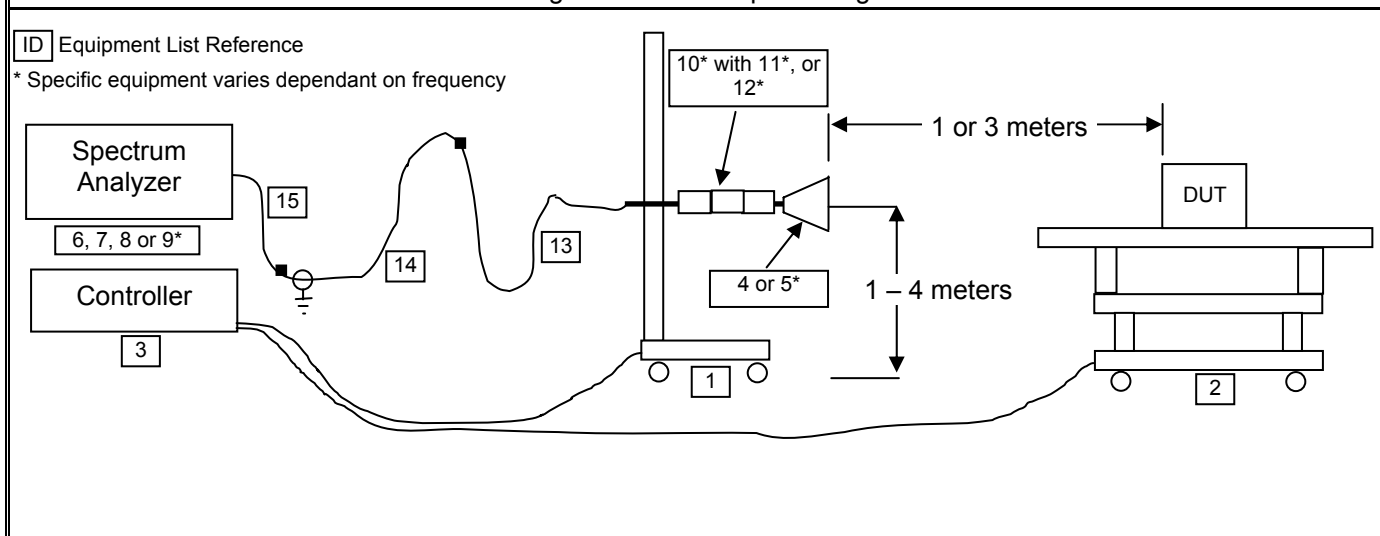 ID Equipment List Reference
* Specific equipment varies dependant on frequency
10* with 11*, or
12*
1 or 3 meters
Spectrum
Analyzer
15
DUT
6, 7, 8 or 9*
14
13
4 or 5*
1 – 4 meters
Controller
3
1
2